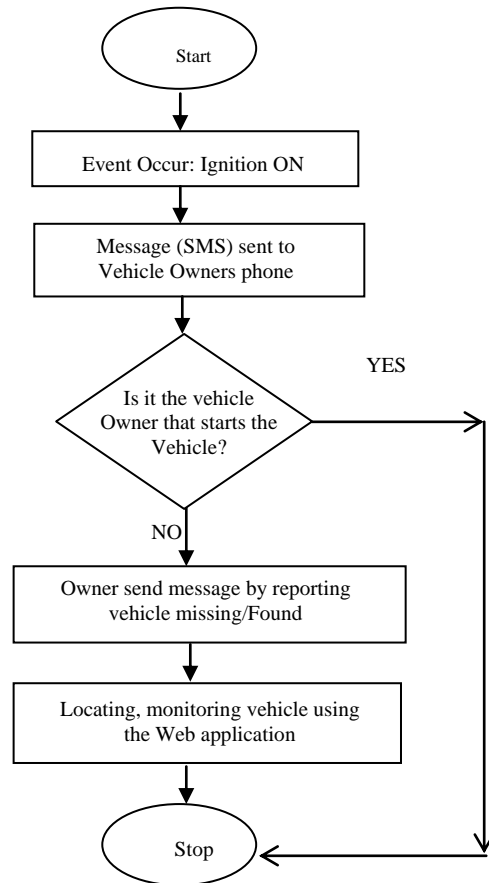 Start
Event Occur: Ignition ON
Message (SMS) sent to
Vehicle Owners phone
YES
Is it the vehicle
Owner that starts the
Vehicle?
NO
Owner send message by reporting
vehicle missing/Found
Locating, monitoring vehicle using
the Web application
Stop